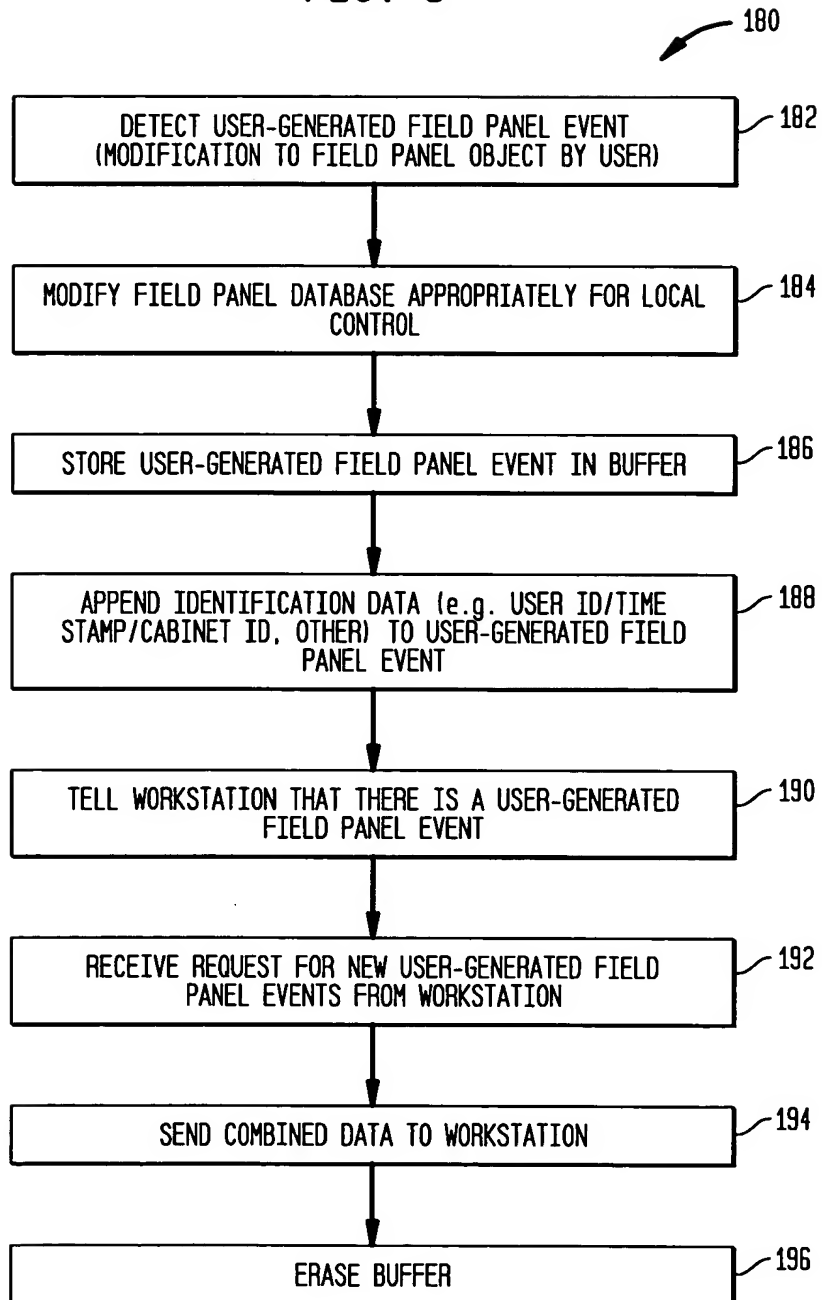 180
DETECT USER-GENERATED FIELD PANEL EVENT
(MODIFICATION TO FIELD PANEL OBJECT BY USER)
182
MODIFY FIELD PANEL DATABASE APPROPRIATELY FOR LOCAL
CONTROL
184
STORE USER-GENERATED FIELD PANEL EVENT IN BUFFER
186
APPEND IDENTIFICATION DATA (e.g. USER ID/TIME
STAMP/CABINET ID, OTHER) TO USER-GENERATED FIELD
PANEL EVENT
188
TELL WORKSTATION THAT THERE IS A USER-GENERATED
FIELD PANEL EVENT
190
RECEIVE REQUEST FOR NEW USER-GENERATED FIELD
PANEL EVENTS FROM WORKSTATION
192
SEND COMBINED DATA TO WORKSTATION
194
ERASE BUFFER
196